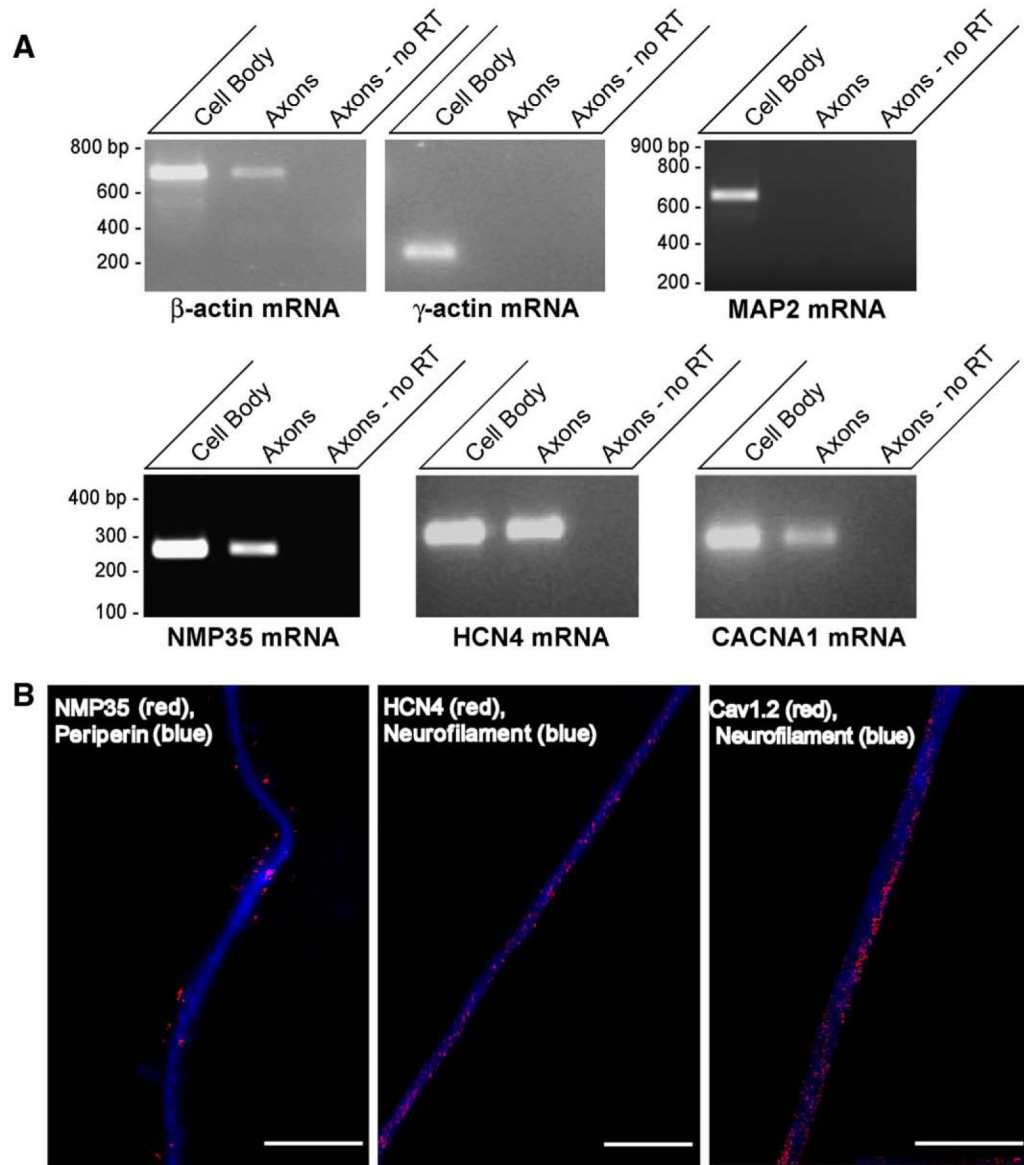 A
Cell Body
Axons
Axons - no RT
Cell Body
Axons
Axons - no RT
Cell Body
Axons
Axons - no RT
800 bp -
600 -
400 -
200 -
900 bp -
800 -
600 -
400 -
200 -
β-actin mRNA
γ-actin mRNA
MAP2 mRNA
Cell Body
Axons
Axons - no RT
Cell Body
Axons
Axons - no RT
Cell Body
Axons
Axons - no RT
400 bp -
300 -
200 -
100 -
NMP35 mRNA
HCN4 mRNA
CACNA1 mRNA
B
NMP35 (red),
Periperin (blue)
HCN4 (red),
Neurofilament (blue)
Cav1.2 (red),
Neurofilament (blue)